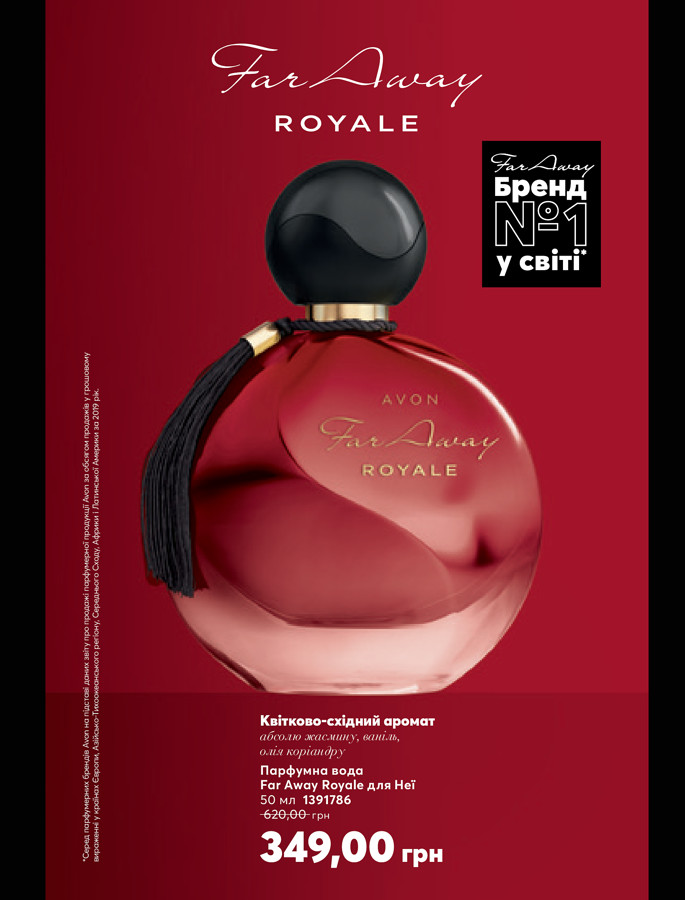 Far Away
ROYALE
Far Away
Бренд
№1
у світі*
AVON
Far Away
ROYALE
*Серед парфумерних брендів Avon на підставі даних звіту про продажі парфумерної продукції Avon за обсягом продажів у грошовому
вираженні у країнах Європи, Азійсько-Тихоокеанського регіону, Середнього Сходу, Африки і Латинської Америки за 2019 рік.
Квітково-східний аромат
абсолю жасмину, ваніль,
олія коріандру
Парфумна вода
Far Away Royale для Неї
50 мл 1391786
620,00 грн
349,00 грн